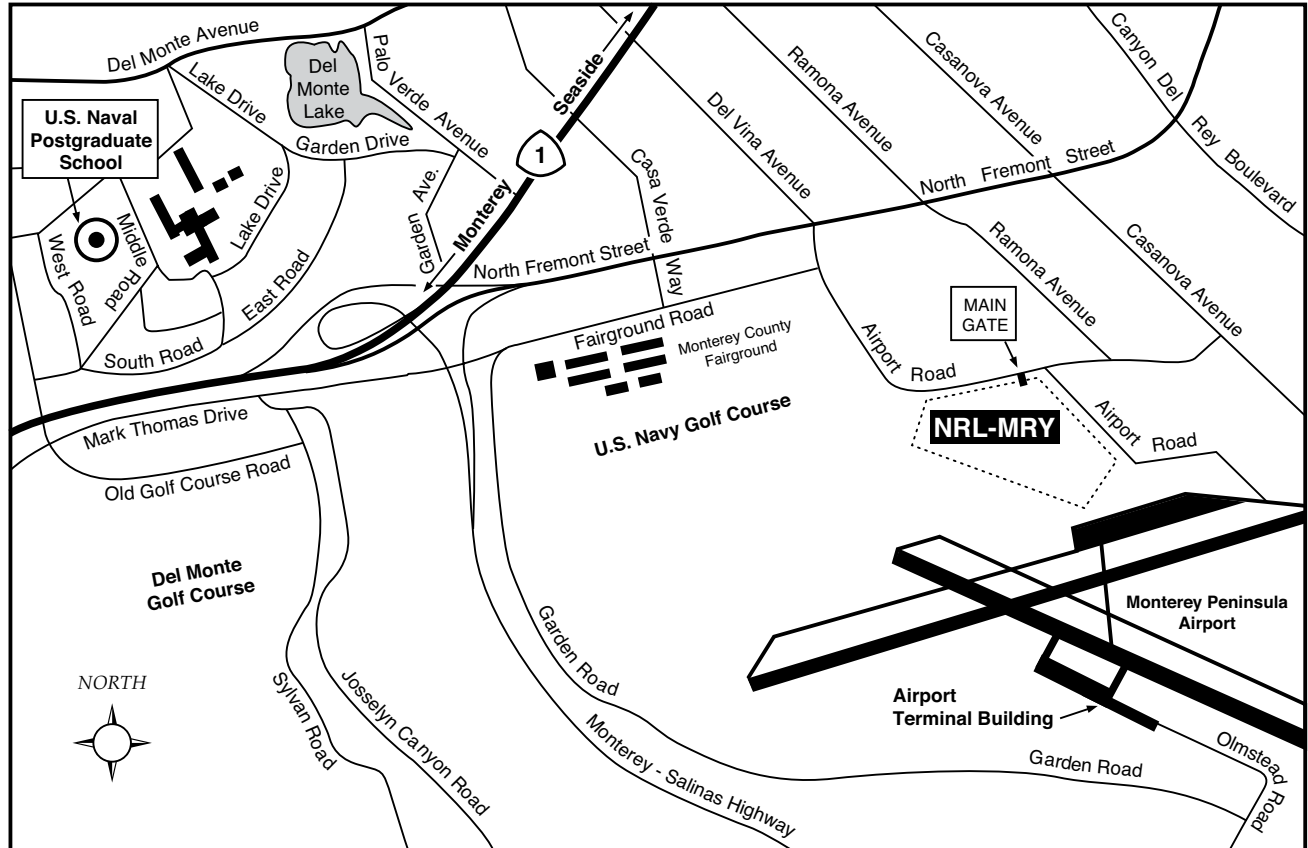 Del Monte Avenue
Lake Drive
Del
Monte
Lake
Palo Verde Avenue
Seaside
1
Monterey
U.S. Naval
Postgraduate
School
Garden Drive
Garden Ave.
Lake Drive
Middle Road
West Road
East Road
South Road
Casa Verde Way
Del Vina Avenue
Ramona Avenue
Casanova Avenue
Canyon Del
Rey Boulevard
North Fremont Street
North Fremont Street
Ramona Avenue
Casanova Avenue
MAIN
GATE
Fairground Road
Monterey County
Fairground
Airport Road
NRL-MRY
Airport Road
U.S. Navy Golf Course
Mark Thomas Drive
Old Golf Course Road
Del Monte
Golf Course
Monterey Peninsula
Airport
Garden Road
NORTH
Sylvan Road
Josselyn Canyon Road
Monterey - Salinas Highway
Airport
Terminal Building
Garden Road
Olmstead Road